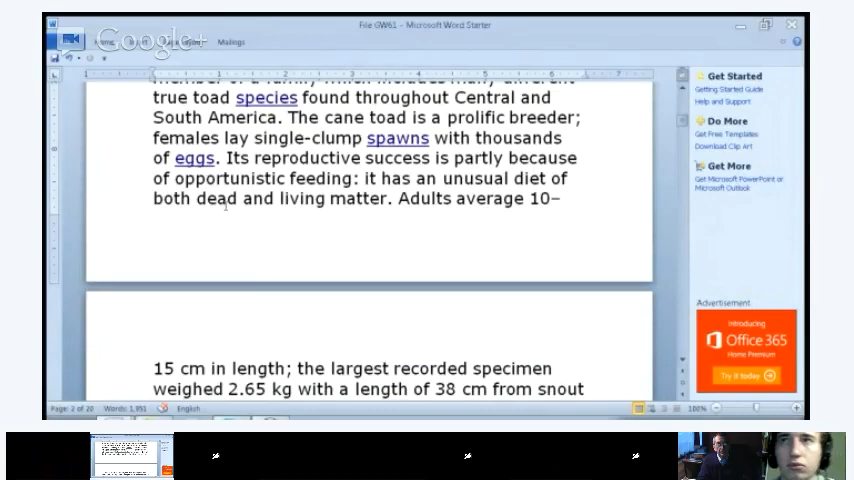 File GW61 - Microsoft Word Starter
Google+
Mailings
true toad species found throughout Central and
South America. The cane toad is a prolific breeder;
females lay single-clump spawns with thousands
of eggs. Its reproductive success is partly because
of opportunistic feeding: it has an unusual diet of
both dead and living matter. Adults average 10–
15 cm in length; the largest recorded specimen
weighed 2.65 kg with a length of 38 cm from snout
Get Started
Getting Started Guide
Help and Support
Do More
Get Free Templates
Download Clip Art
Get More
Get Microsoft PowerPoint or
Microsoft Outlook
Advertisement
Introducing
Office 365
Home Premium
Try it today
Page: 2 of 20 Words: 1,951 English
100%